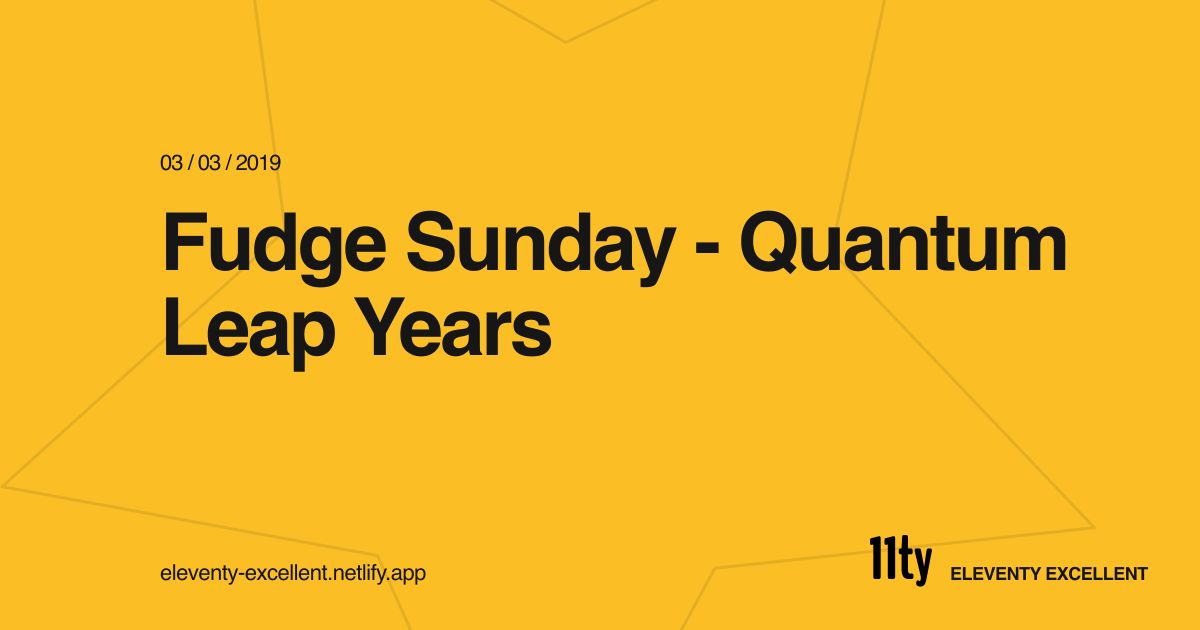 03 / 03 / 2019
Fudge Sunday - Quantum
Leap Years
eleventy-excellent.netlify.app
11ty ELEVENTY EXCELLENT